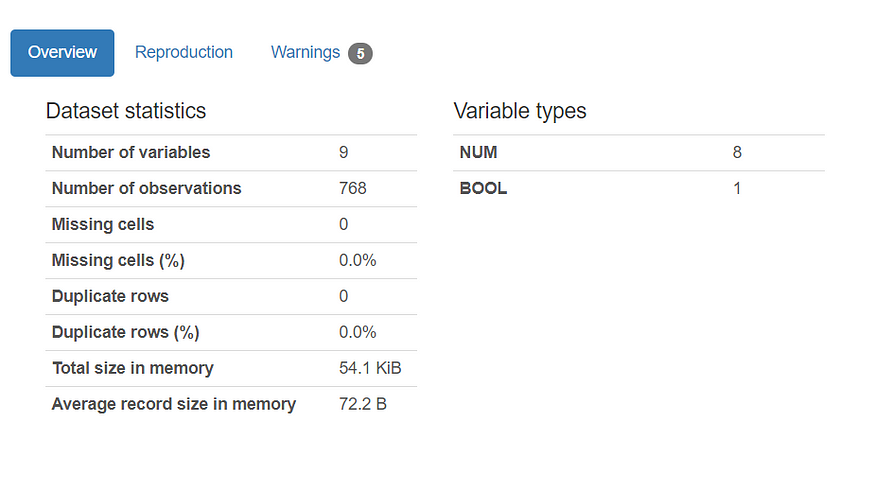 Overview Reproduction Warnings 5
Dataset statistics
Number of variables 9
Number of observations 768
Missing cells 0
Missing cells (%) 0.0%
Duplicate rows 0
Duplicate rows (%) 0.0%
Total size in memory 54.1 KiB
Average record size in memory 72.2 B
Variable types
NUM 8
BOOL 1